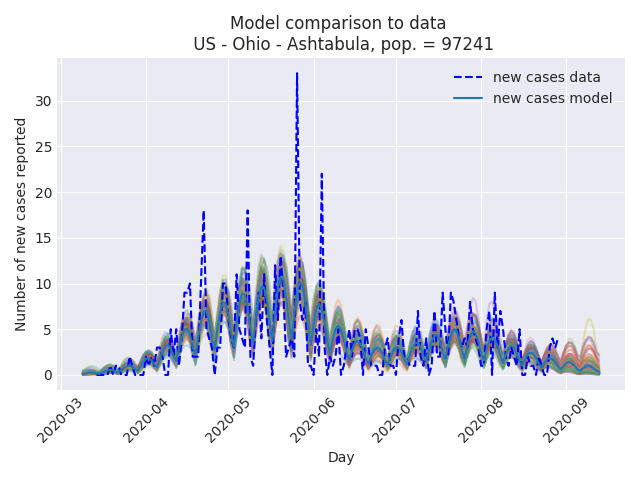 Model comparison to data
US - Ohio - Ashtabula, pop. = 97241
new cases data
new cases model
Number of new cases reported
30
25
20
15
10
5
0
2020-03
2020-04
2020-05
2020-06
2020-07
2020-08
2020-09
Day